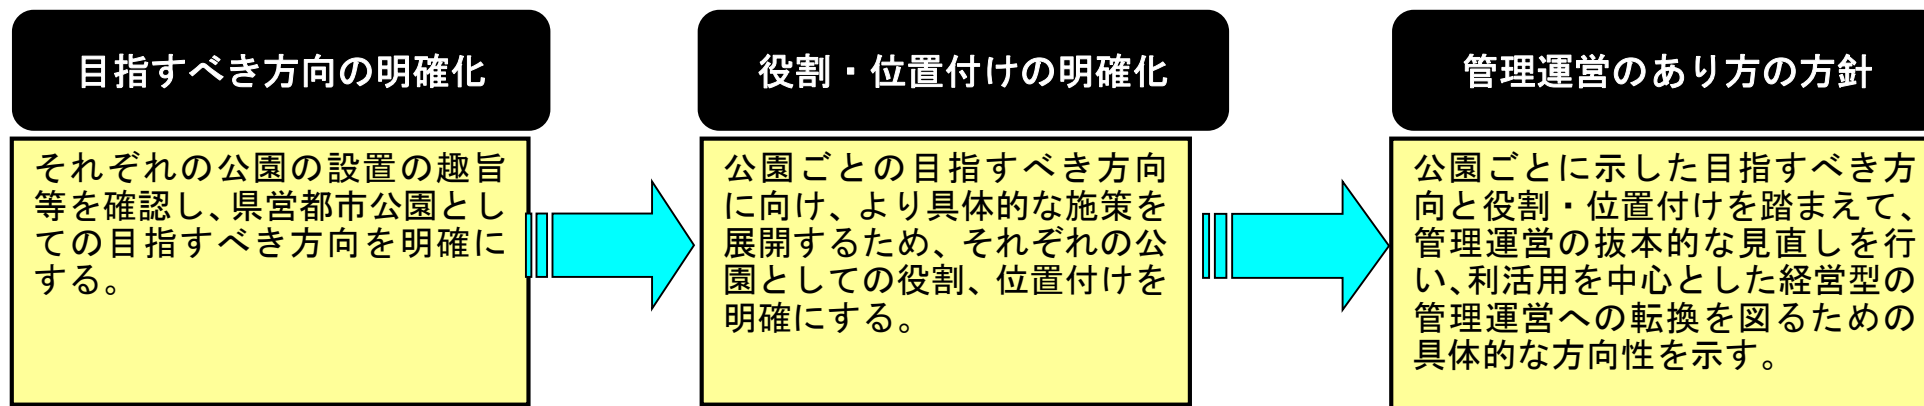 目指すべき方向の明確化
それぞれの公園の設置の趣旨
等を確認し、県営都市公園とし
ての目指すべき方向を明確に
する。
役割・位置付けの明確化
公園ごとの目指すべき方向
に向け、より具体的な施策を
展開するため、それぞれの公
園としての役割、位置付けを
明確にする。
管理運営のあり方の方針
公園ごとに示した目指すべき方
向と役割・位置付けを踏まえて、
管理運営の抜本的な見直しを行
い、利活用を中心とした経営型の
管理運営への転換を図るための
具体的な方向性を示す。